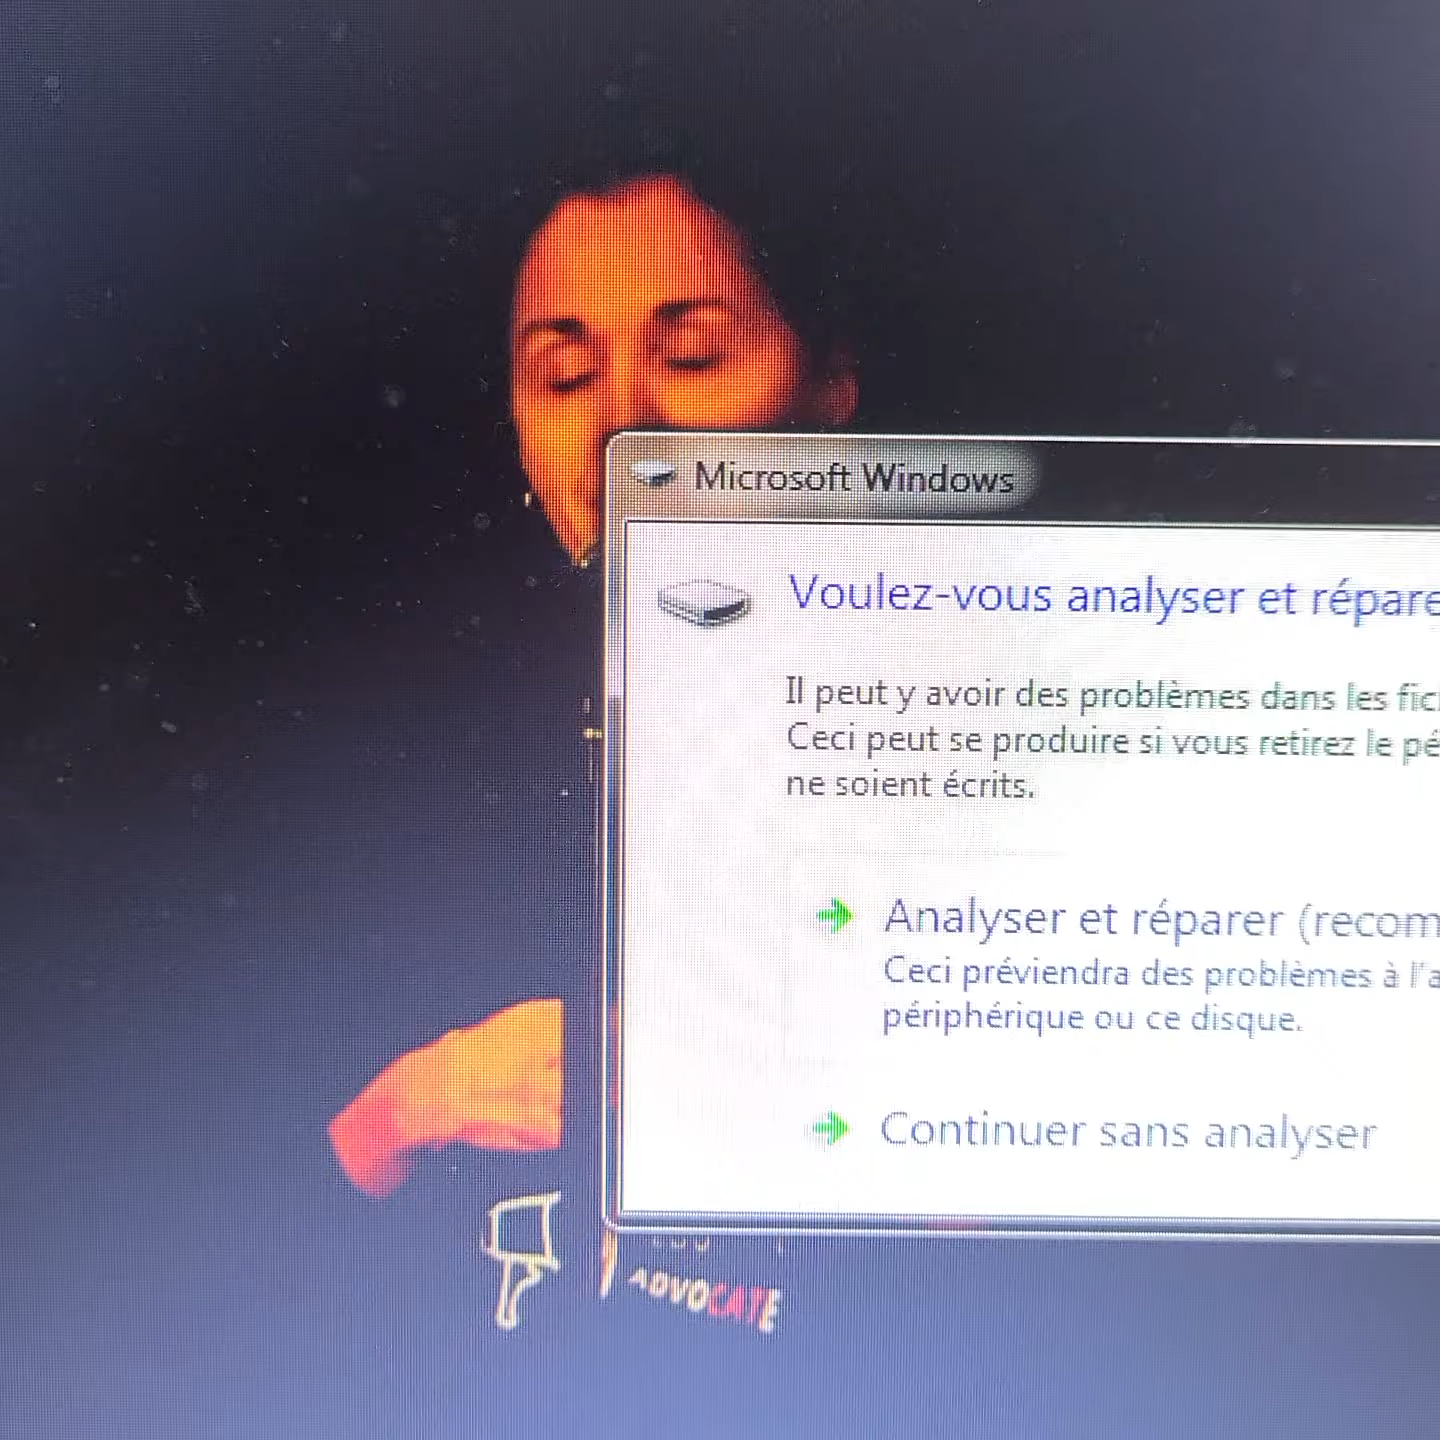 Microsoft Windows
Voulez-vous analyser et répare
Il peut y avoir des problèmes dans les fic
Ceci peut se produire si vous retirez le pé
ne soient écrits.
Analyser et réparer (recom
Ceci préviendra des problèmes à l'a
périphérique ou ce disque.
Continuer sans analyser
ADVOCATE